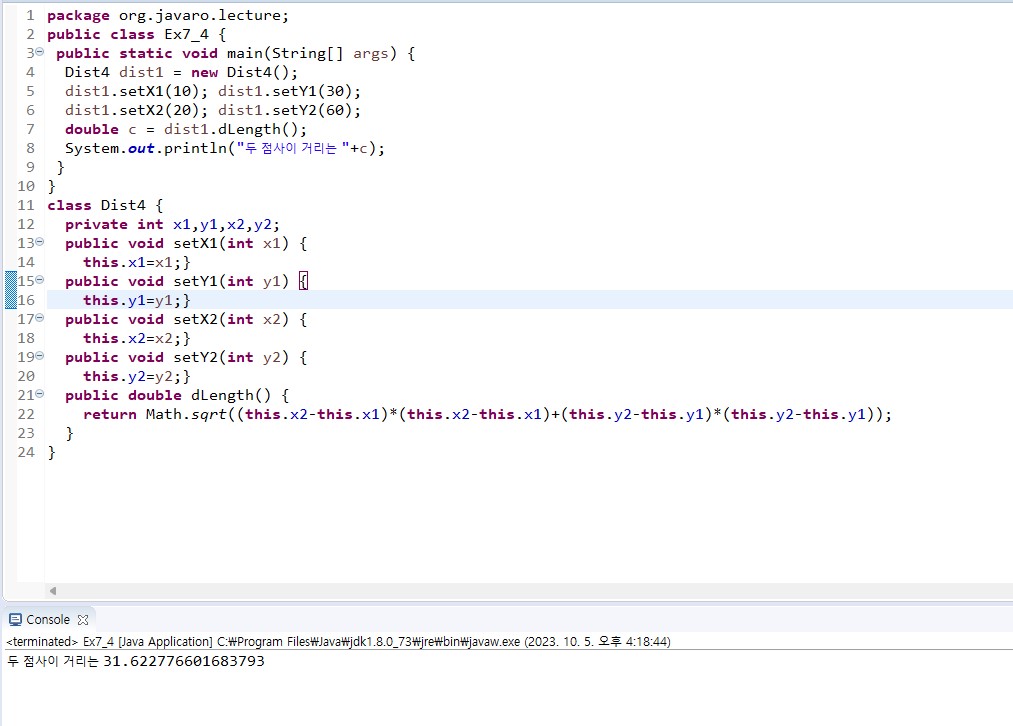 1 package org.javaro.lecture;
2 public class Ex7_4 {
3 public static void main(String[] args) {
4 Dist4 dist1 = new Dist4();
5 dist1.setX1(10); dist1.setY1(30);
6 dist1.setX2(20); dist1.setY2(60);
7 double c = dist1.dLength();
8 System.out.println("두 점사이 거리는 "+c);
9 }
10 }
11 class Dist4 {
12 private int x1,y1,x2,y2;
13 public void setX1(int x1) {
14 this.x1=x1;}
15 public void setY1(int y1) {
16 this.y1=y1;}
17 public void setX2(int x2) {
18 this.x2=x2;}
19 public void setY2(int y2) {
20 this.y2=y2;}
21 public double dLength() {
22 return Math.sqrt((this.x2-this.x1)*(this.x2-this.x1)+(this.y2-this.y1)*(this.y2-this.y1));
23 }
24 }
Console
<terminated> Ex7_4 [Java Application] C:₩Program Files₩Java₩jdk1.8.0_73₩jre₩bin₩javaw.exe (2023. 10. 5. 오후 4:18:44)
두 점사이 거리는 31.622776601683793